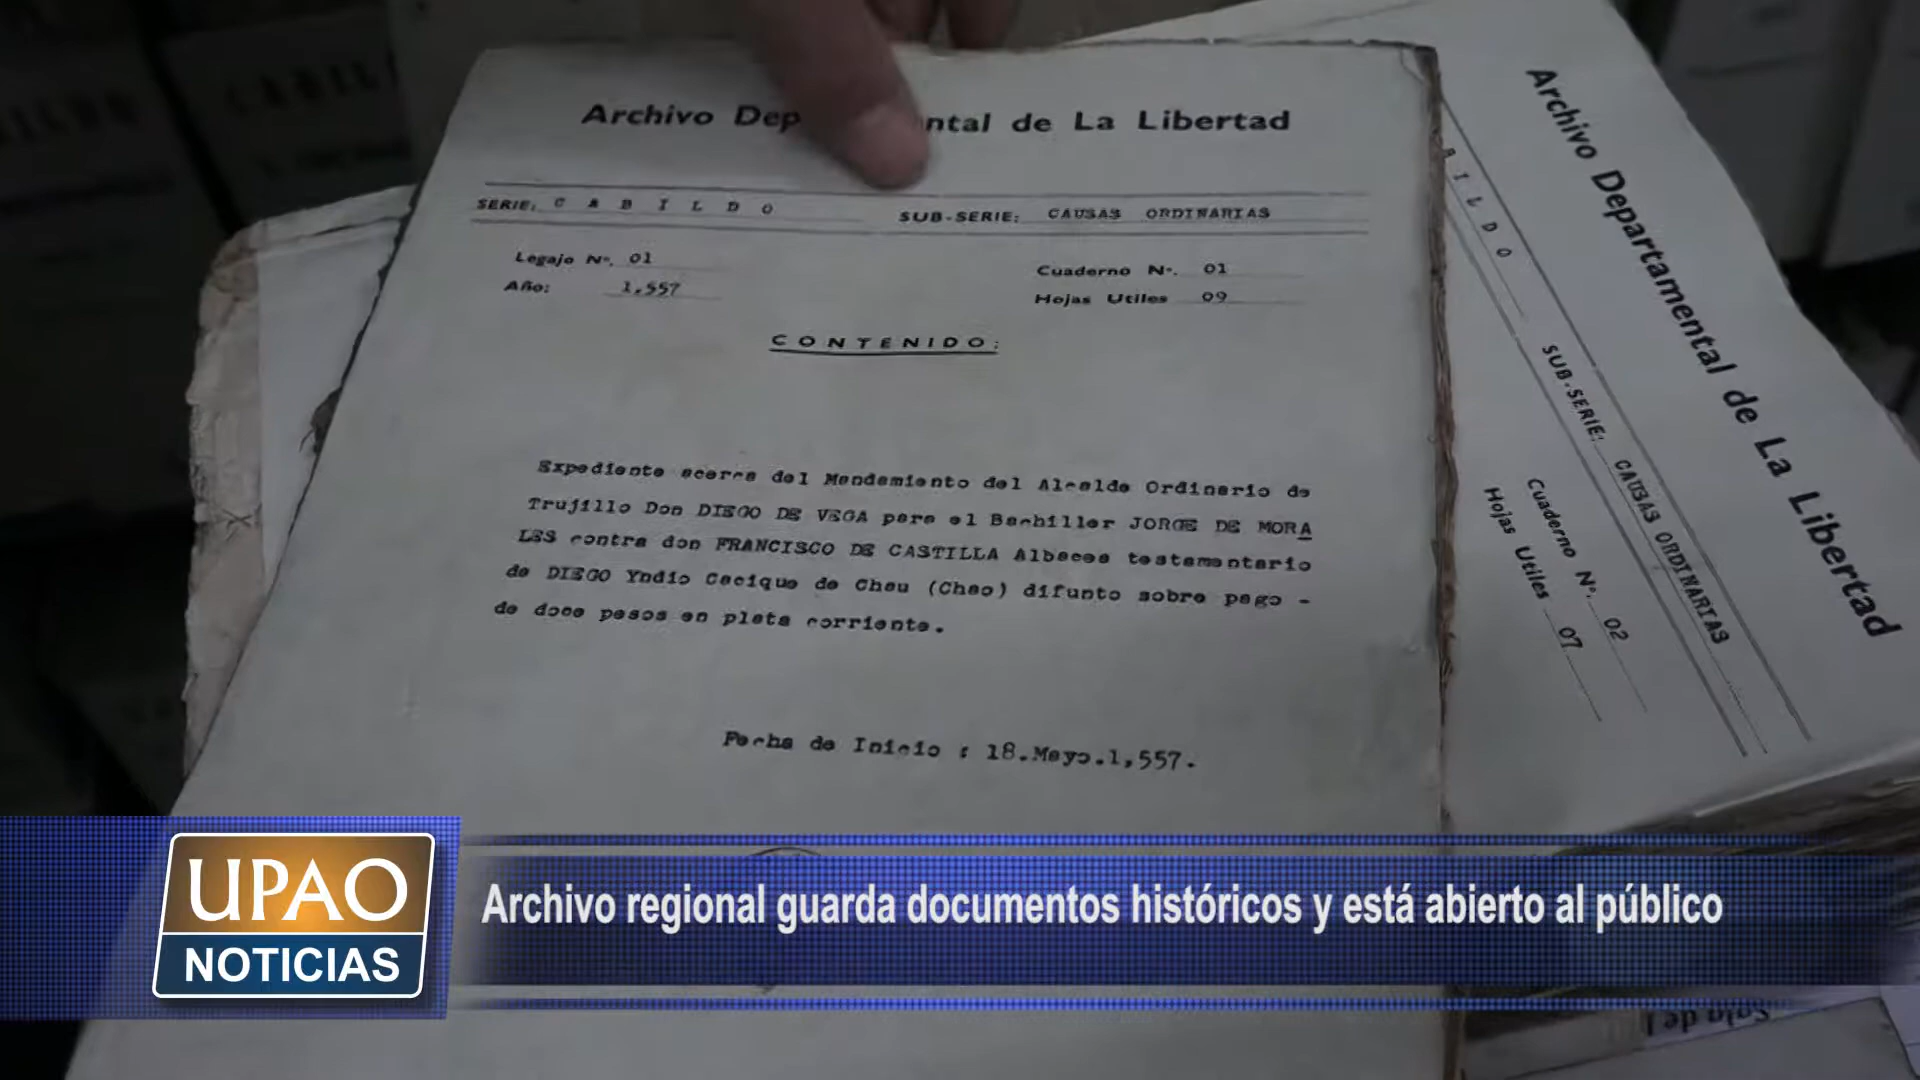 Archivo Dep ntal de La Libertad
SERIE: C A B I L D O SUB-SERIE: CAUSAS ORDINARIAS
Legajo Nº. 01 Cuaderno Nº. 01
Año: 1,557 Hojas Utiles 09
CONTENIDO:
Expediente acerca del Mandamiento del Alcalde Ordinario de
Trujillo Don DIEGO DE VEGA para el Bachiller JORGE DE MORA
LES contra don FRANCISCO DE CASTILLA Albacea testamentario
de DIEGO Yndio Cacique de Chau (Chao) difunto sobre pago -
de doce pesos en plata corriente.
Fecha de Inicio : 18.Mayo.1,557.
Archivo Departamental de La Libertad
ILDO SUB-SERIE: CAUSAS ORDINARIAS
Cuaderno Nº. 02
Hojas Utiles 07
UPAO
NOTICIAS
Archivo regional guarda documentos históricos y está abierto al público